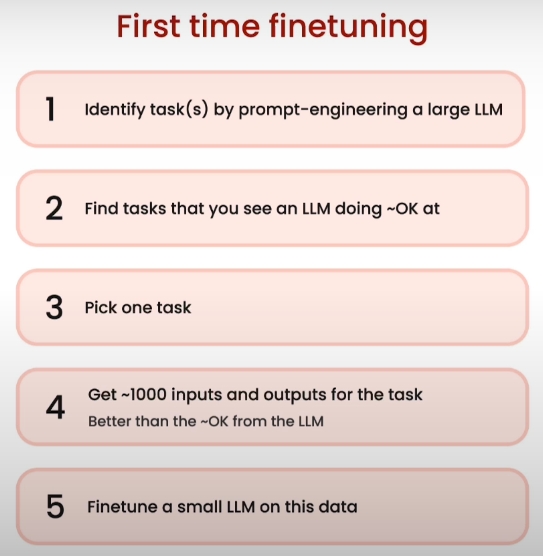 First time finetuning
1 Identify task(s) by prompt-engineering a large LLM
2 Find tasks that you see an LLM doing ~OK at
3 Pick one task
4 Get ~1000 inputs and outputs for the task
Better than the ~OK from the LLM
5 Finetune a small LLM on this data